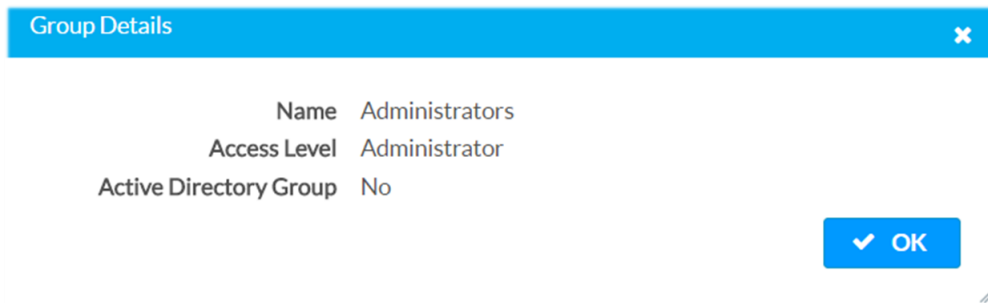 Group Details
Name Administrators
Access Level Administrator
Active Directory Group No
OK